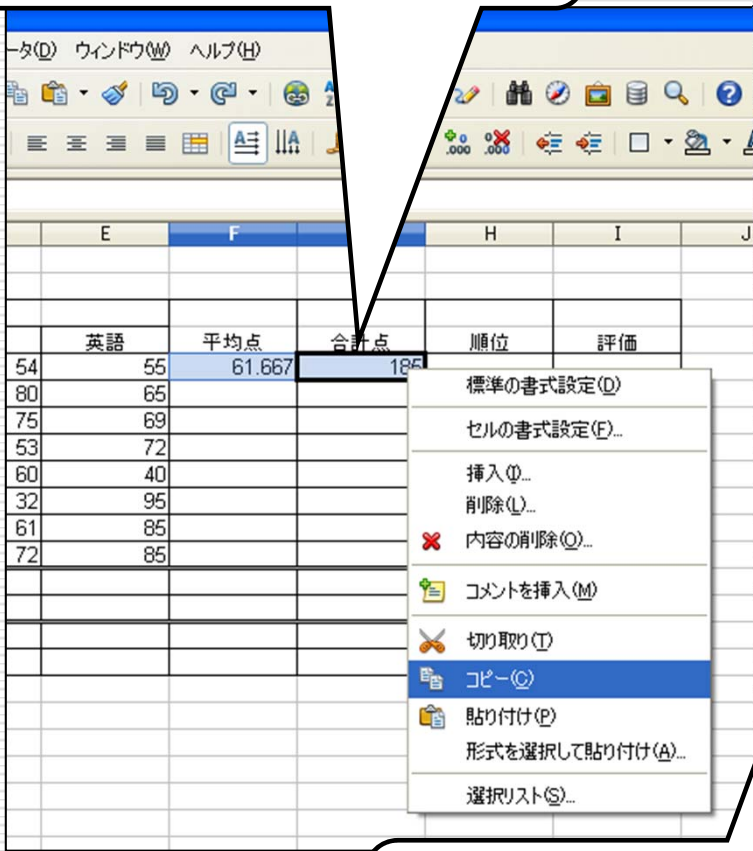 ータ(D) ウィンドウ(W) ヘルプ(H)
E F H I J
英語 平均点 合計点 順位 評価
54 55 61.667 185
80 65
75 69
53 72
60 40
32 95
61 85
72 85
標準の書式設定(D)
セルの書式設定(F)...
挿入(I)...
削除(L)...
内容の削除(O)...
コメントを挿入(M)
切り取り(T)
コピー(C)
貼り付け(P)
形式を選択して貼り付け(A)...
選択リスト(S)...